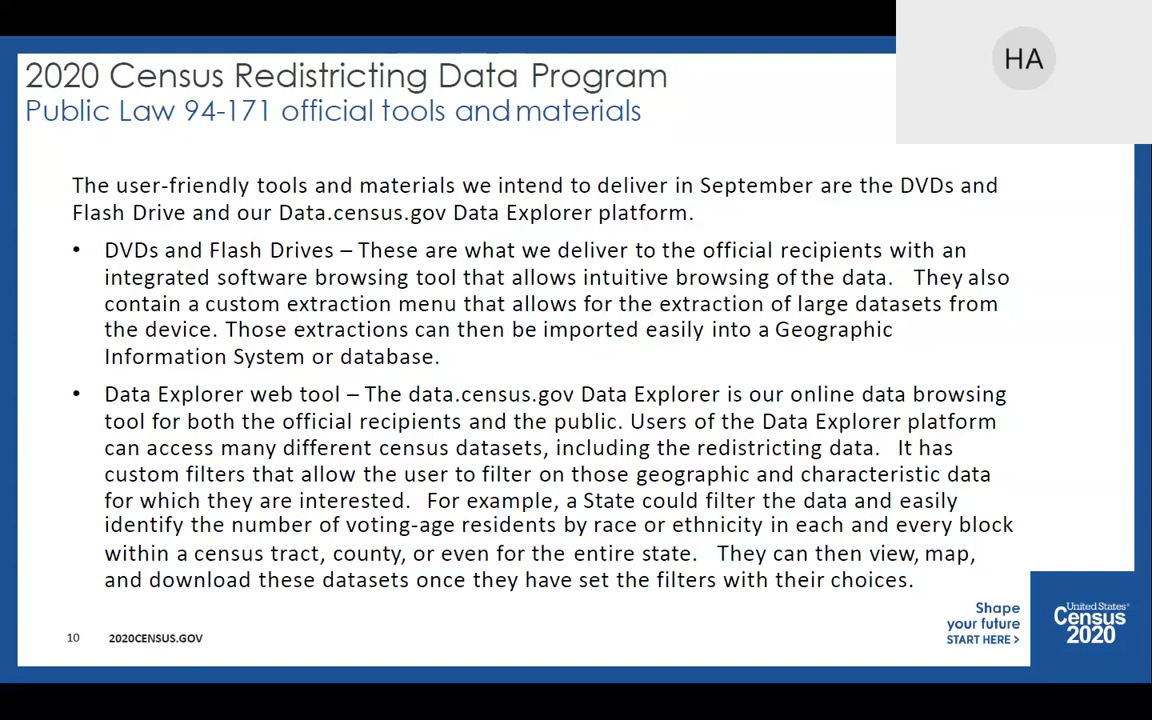 HA
2020 Census Redistricting Data Program
Public Law 94-171 official tools and materials
The user-friendly tools and materials we intend to deliver in September are the DVDs and
Flash Drive and our Data.census.gov Data Explorer platform.
• DVDs and Flash Drives – These are what we deliver to the official recipients with an
integrated software browsing tool that allows intuitive browsing of the data. They also
contain a custom extraction menu that allows for the extraction of large datasets from
the device. Those extractions can then be imported easily into a Geographic
Information System or database.
• Data Explorer web tool – The data.census.gov Data Explorer is our online data browsing
tool for both the official recipients and the public. Users of the Data Explorer platform
can access many different census datasets, including the redistricting data. It has
custom filters that allow the user to filter on those geographic and characteristic data
for which they are interested. For example, a State could filter the data and easily
identify the number of voting-age residents by race or ethnicity in each and every block
within a census tract, county, or even for the entire state. They can then view, map,
and download these datasets once they have set the filters with their choices.
10 2020CENSUS.GOV
Shape
your future
START HERE >
United States®
Census
2020